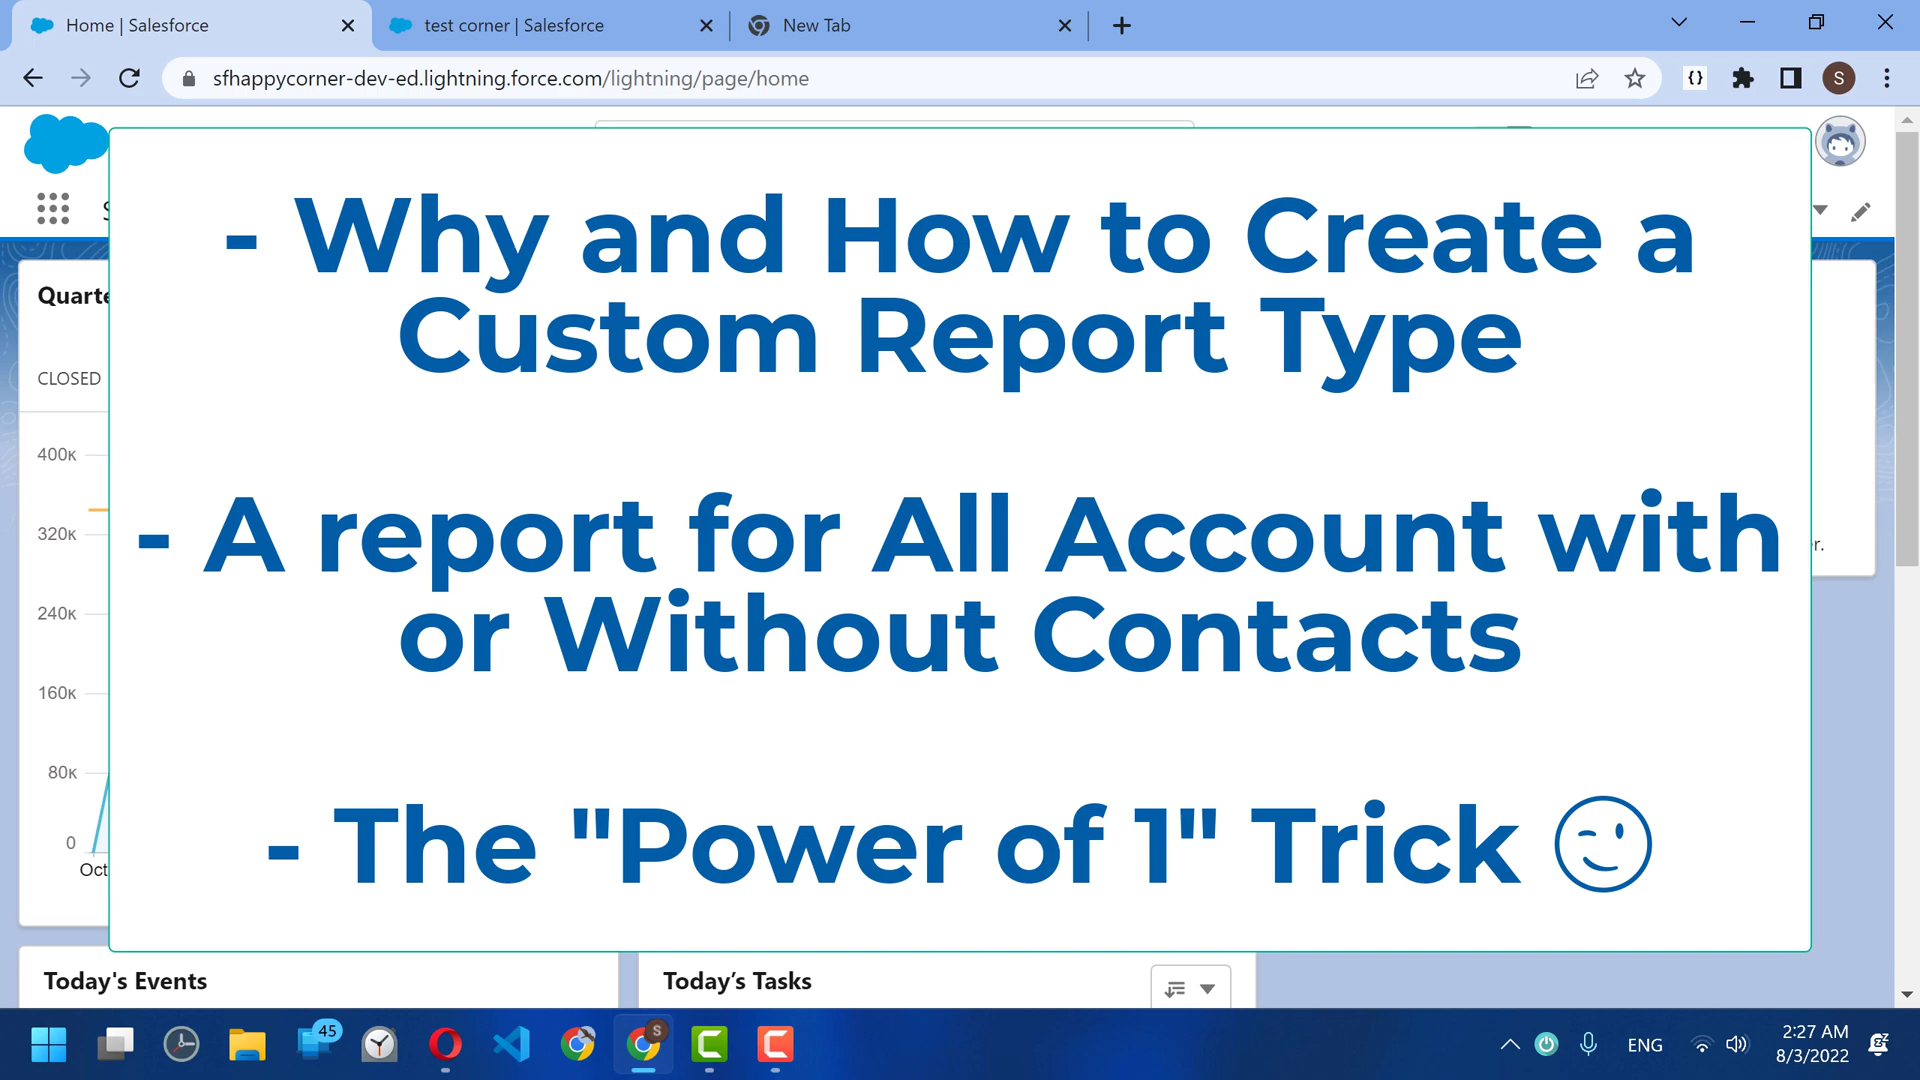 Home | Salesforce
test corner | Salesforce
New Tab
sfhappycorner-dev-ed.lightning.force.com/lightning/page/home
{}
S
- Why and How to Create a
Custom Report Type
- A report for All Account with
or Without Contacts
- The "Power of 1" Trick
Quarte
CLOSED
400K
320K
240K
160K
80K
0
Oct
r.
Today's Events
Today's Tasks
45
S
ENG
2:27 AM
8/3/2022